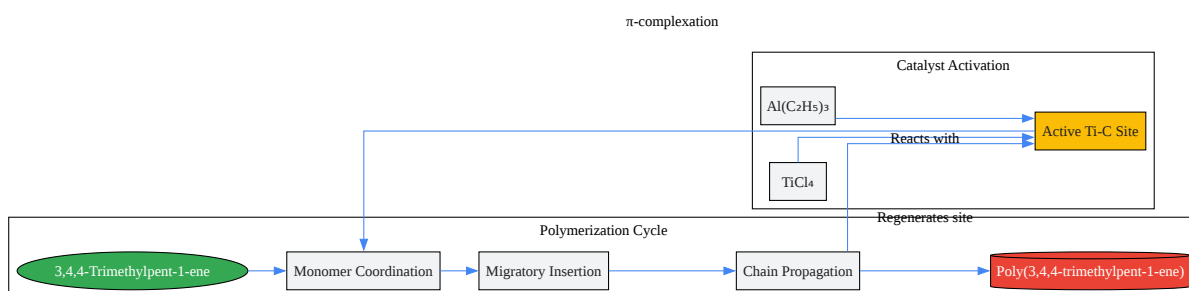 π-complexation
Catalyst Activation
Al(C₂H₅)₃
Active Ti-C Site
Reacts with
TiCl₄
Regenerates site
Polymerization Cycle
3,4,4-Trimethylpent-1-ene
Monomer Coordination
Migratory Insertion
Chain Propagation
Poly(3,4,4-trimethylpent-1-ene)